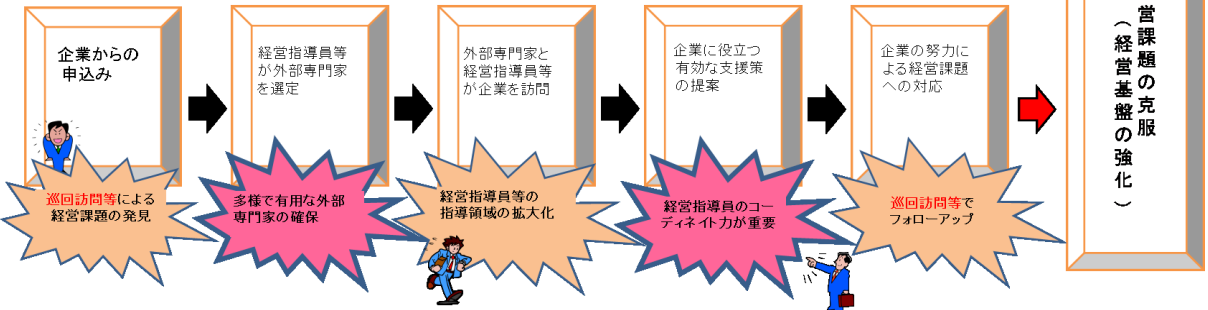 企業からの
申込み
経営指導員等
が外部専門家
を選定
外部専門家と
経営指導員等
が企業を訪問
企業に役立つ
有効な支援策
の提案
企業の努力に
よる経営課題
への対応
営課題の克服
（経営基盤の強化）
巡回訪問等による
経営課題の発見
多様で有用な外部
専門家の確保
経営指導員等の
指導領域の拡大化
経営指導員のコー
ディネイト力が重要
巡回訪問等で
フォローアップ